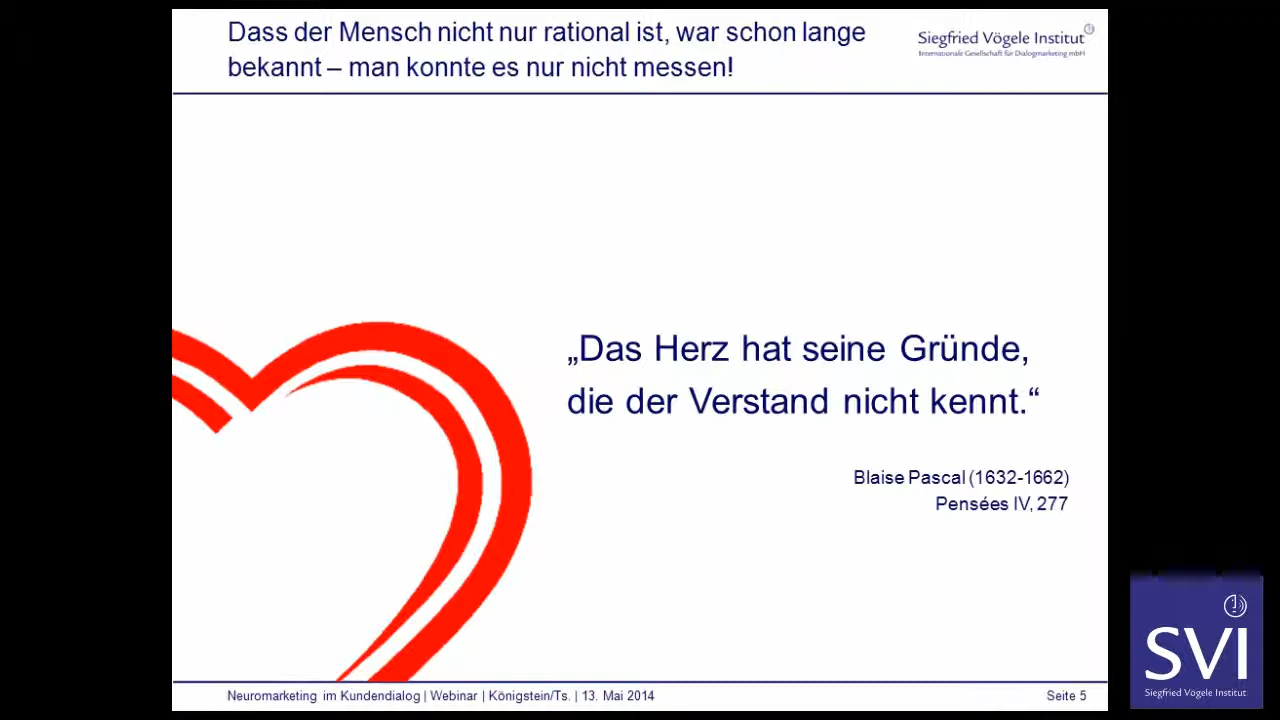 Dass der Mensch nicht nur rational ist, war schon lange
bekannt – man konnte es nur nicht messen!
Siegfried Vögele Institut
Internationale Gesellschaft für Dialogmarketing mbH
„Das Herz hat seine Gründe,
die der Verstand nicht kennt.“
Blaise Pascal (1632-1662)
Pensées IV, 277
Neuromarketing im Kundendialog | Webinar | Königstein/Ts. | 13. Mai 2014
Seite 5
SVI
Siegfried Vögele Institut